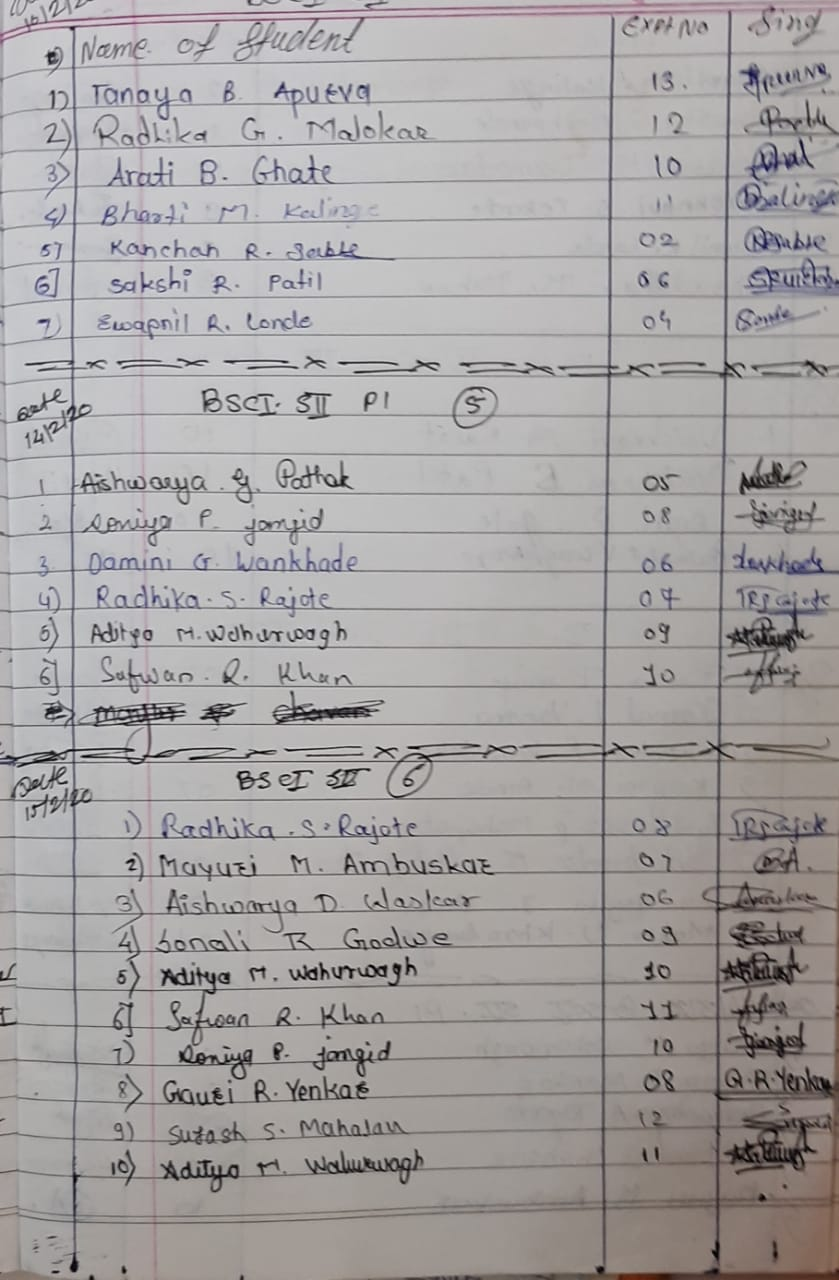 10/2/2
Name of Student Expt No Sing
1) Tanaya B. Apurva 13.
2) Radhika G. Malokar 12
3) Arati B. Ghate 10
4) Bharti M. Kalinge 11
5) Kanchan R. Sable 02
6] Sakshi R. Patil 06
7) Swapnil R. Londe 04
Date
14/2/20
BSCI. SII PI 5
1 Aishwarya. G. Pathak 05
2 Soniya P. jangid 08
3. Damini G. Wankhade 06
4) Radhika. S. Rajote 07
5) Aditya M. Wahurwagh 09
6] Safwan. R. Khan 10
Date
15/2/20
BSCI SII 6
1) Radhika. S. Rajote 08
2) Mayuri M. Ambuskar 07
3) Aishwarya D. Waskar 06
4) Sonali R Godwe 09
5) Aditya M. Wahurwagh 10
6] Safwan R. Khan 11
7) Soniya P. jangid 10
8) Gauri R. Yenkar 08 G.R.Yenkar
9) Surash S. 12
10) Aditya M. Wahurwagh 11